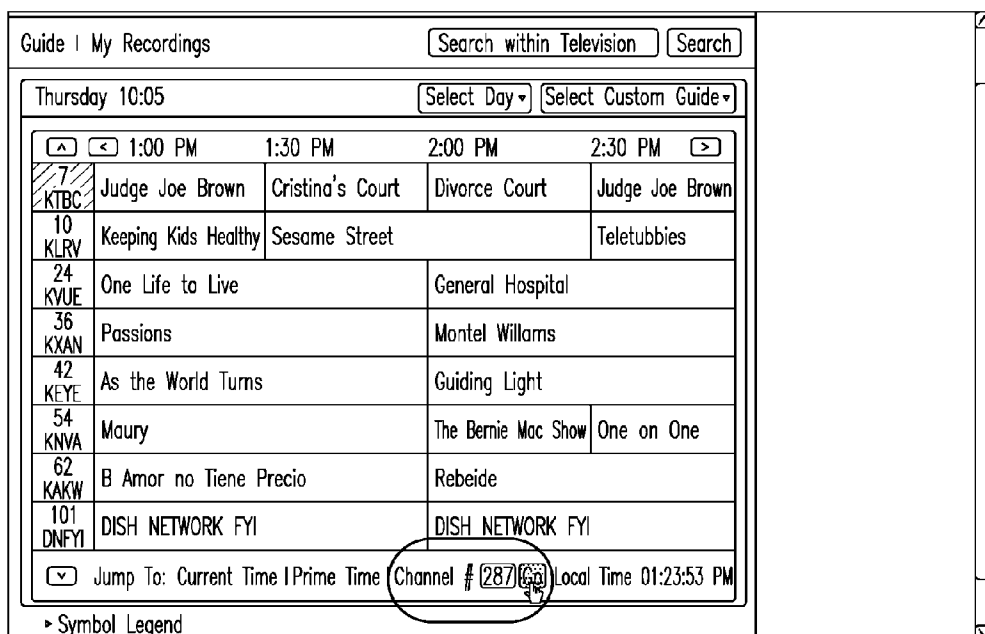 Guide | My Recordings Search within Television Search
Thursday 10:05 Select Day ▾ Select Custom Guide ▾
^ < 1:00 PM 1:30 PM 2:00 PM 2:30 PM >
7 KTBC Judge Joe Brown Cristina's Court Divorce Court Judge Joe Brown
10 KLRV Keeping Kids Healthy Sesame Street Teletubbies
24 KVUE One Life to Live General Hospital
36 KXAN Passions Montel Willams
42 KEYE As the World Turns Guiding Light
54 KNVA Maury The Bernie Mac Show One on One
62 KAKW B Amor no Tiene Precio Rebeide
101 DNFYI DISH NETWORK FYI DISH NETWORK FYI
˅ Jump To: Current Time | Prime Time Channel # 287 Go Local Time 01:23:53 PM
▸ Symbol Legend